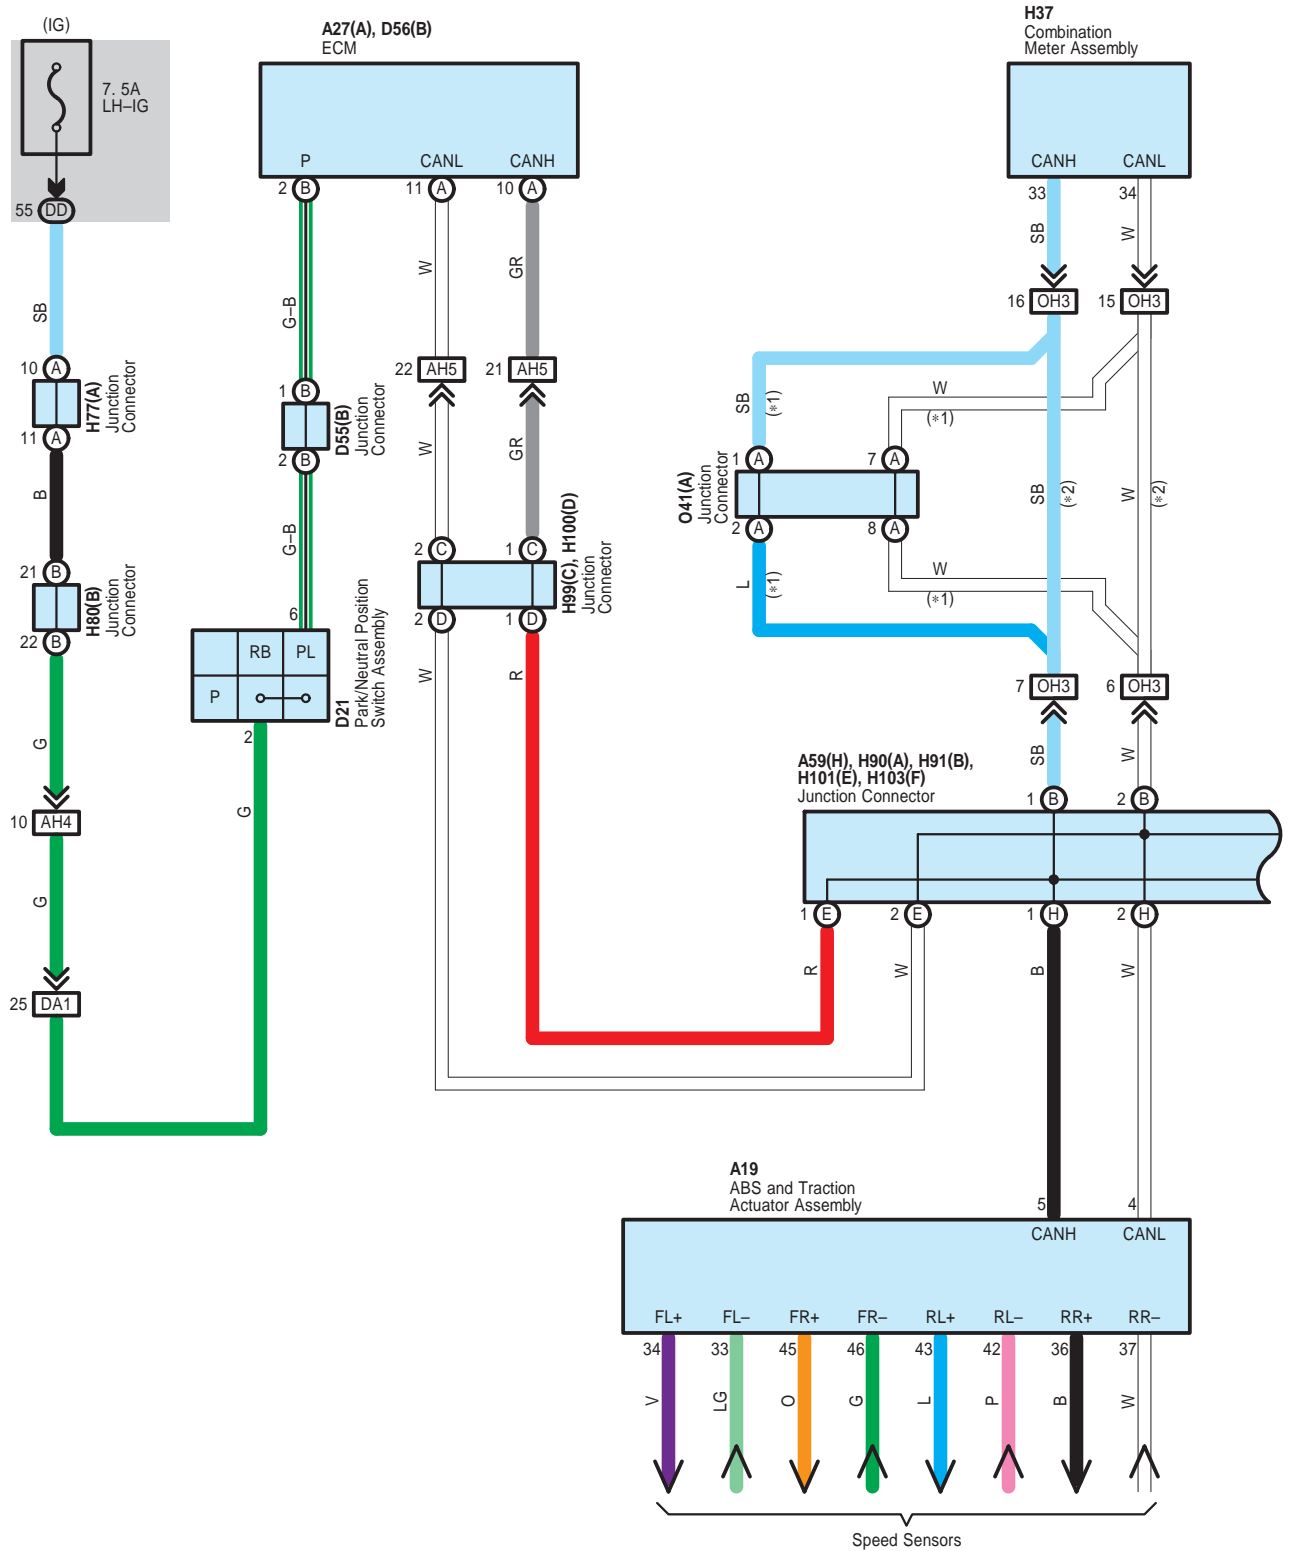 (IG)
7. 5A
LH–IG
55 DD
SB
10 A
H77(A)
Junction
Connector
11 A
B
21 B
H80(B)
Junction
Connector
22 B
G
10 AH4
G
25 DA1
A27(A), D56(B)
ECM
P CANL CANH
2 B 11 A 10 A
G–B W GR
1 B
D55(B)
Junction
Connector
2 B
22 AH5 21 AH5
G–B W GR
2 C 1 C
H99(C), H100(D)
Junction
Connector
2 D 1 D
W R
6
RB PL
P
D21
Park/Neutral Position
Switch Assembly
2
G
H37
Combination
Meter Assembly
CANH CANL
33 34
SB W
16 OH3 15 OH3
SB
(*1)
W
(*1)
1 A 7 A
O41(A)
Junction
Connector
2 A 8 A
SB
(*2)
W
(*2)
L
(*1)
W
(*1)
7 OH3 6 OH3
SB W
A59(H), H90(A), H91(B),
H101(E), H103(F)
Junction Connector
1 B 2 B
1 E 2 E 1 H 2 H
R W B W
A19
ABS and Traction
Actuator Assembly
5 4
CANH CANL
FL+ FL– FR+ FR– RL+ RL– RR+ RR–
34 33 45 46 43 42 36 37
V LG O G L P B W
Speed Sensors